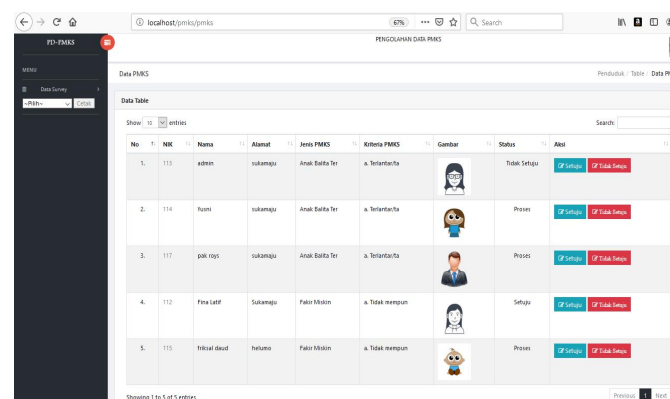 localhost/pmks/pmks 67% Search
PD-PMKS PENGOLAHAN DATA PMKS
MENU
Data PMKS Penduduk / Table / Data P
Data Survey
~Pilih~ Cetak
Data Table
Show 10 entries Search:
No NIK Nama Alamat Jenis PMKS Kriteria PMKS Gambar Status Aksi
1. 113 admin sukamaju Anak Balita Ter a. Terlantar/ta Tidak Setuju Setuju Tidak Setuju
2. 114 Yusni sukamaju Anak Balita Ter a. Terlantar/ta Proses Setuju Tidak Setuju
3. 117 pak roys sukamaju Anak Balita Ter a. Terlantar/ta Proses Setuju Tidak Setuju
4. 112 Fina Latif Sukamaju Fakir Miskin a. Tidak mempun Setuju Setuju Tidak Setuju
5. 115 friksal daud helumo Fakir Miskin a. Tidak mempun Proses Setuju Tidak Setuju
Showing 1 to 5 of 5 entries Previous 1 Next